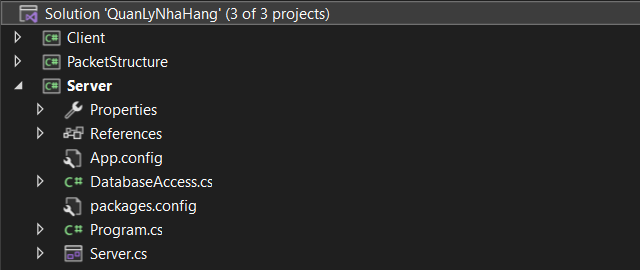 Solution 'QuanLyNhaHang' (3 of 3 projects)
C# Client
C# PacketStructure
C# Server
Properties
References
App.config
C# DatabaseAccess.cs
packages.config
C# Program.cs
Server.cs